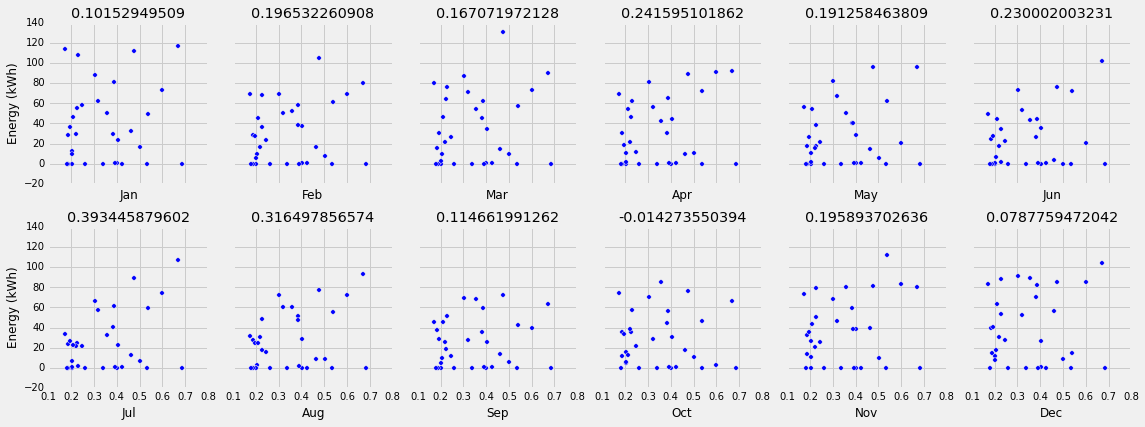 0.10152949509 0.196532260908 0.167071972128 0.241595101862 0.191258463809 0.230002003231
140
120
100
80
60
40
20
0
−20
Energy (kWh)
Jan Feb Mar Apr May Jun
0.393445879602 0.316497856574 0.114661991262 -0.014273550394 0.195893702636 0.0787759472042
140
120
100
80
60
40
20
0
−20
Energy (kWh)
0.1 0.2 0.3 0.4 0.5 0.6 0.7 0.8 0.1 0.2 0.3 0.4 0.5 0.6 0.7 0.8 0.1 0.2 0.3 0.4 0.5 0.6 0.7 0.8 0.1 0.2 0.3 0.4 0.5 0.6 0.7 0.8 0.1 0.2 0.3 0.4 0.5 0.6 0.7 0.8 0.1 0.2 0.3 0.4 0.5 0.6 0.7 0.8
Jul Aug Sep Oct Nov Dec